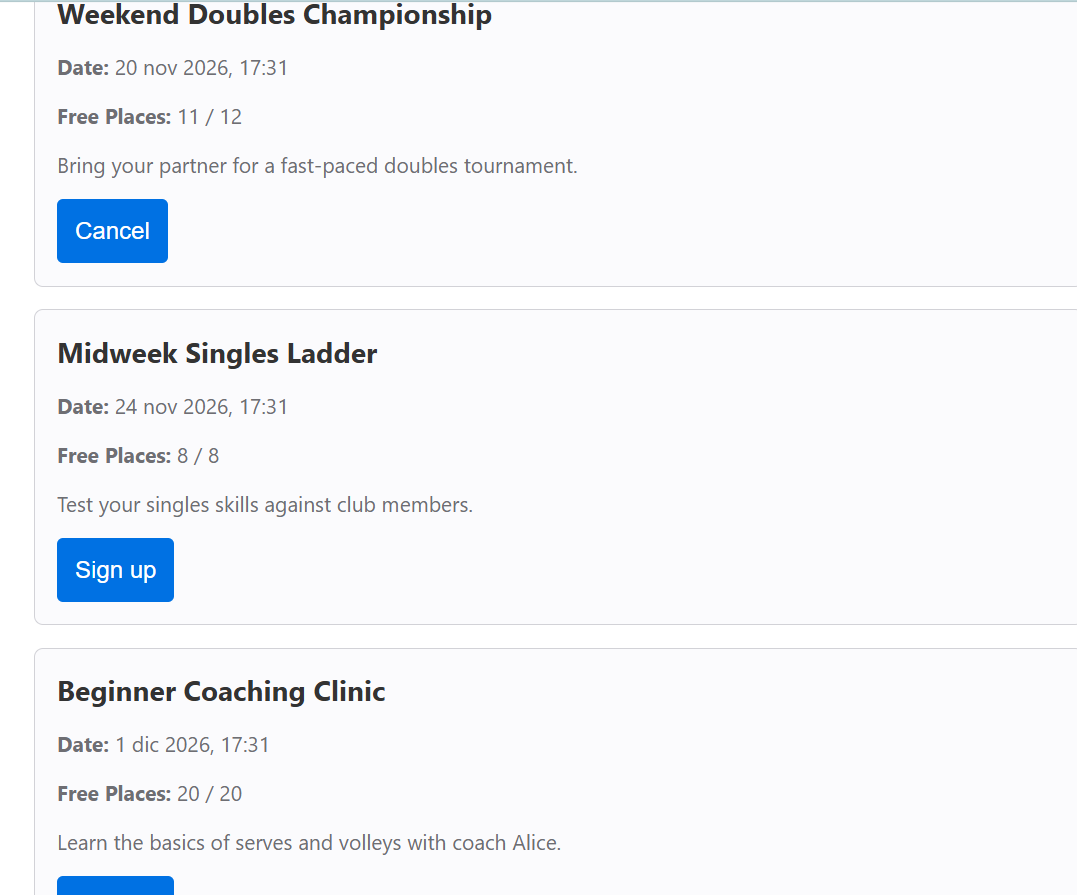 Weekend Doubles Championship
Date: 20 nov 2026, 17:31
Free Places: 11 / 12
Bring your partner for a fast-paced doubles tournament.
Cancel
Midweek Singles Ladder
Date: 24 nov 2026, 17:31
Free Places: 8 / 8
Test your singles skills against club members.
Sign up
Beginner Coaching Clinic
Date: 1 dic 2026, 17:31
Free Places: 20 / 20
Learn the basics of serves and volleys with coach Alice.